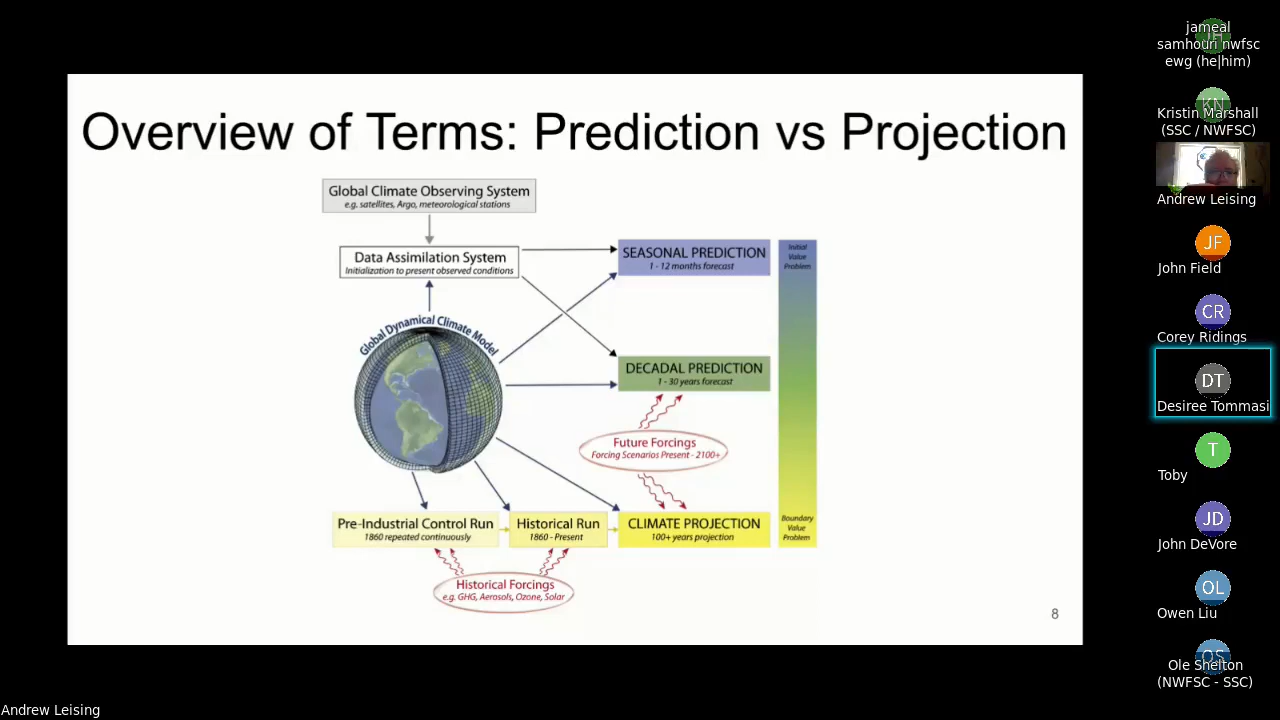 Overview of Terms: Prediction vs Projection
Global Climate Observing System
e.g. satellites, Argo, meteorological stations
Data Assimilation System
Initialization to present observed conditions
SEASONAL PREDICTION
1 - 12 months forecast
Initial
Value
Problem
Global Dynamical Climate Model
DECADAL PREDICTION
1 - 30 years forecast
Future Forcings
Forcing Scenarios Present - 2100+
Pre-Industrial Control Run
1860 repeated continuously
Historical Run
1860 - Present
CLIMATE PROJECTION
100+ years projection
Boundary
Value
Problem
Historical Forcings
e.g. GHG, Aerosols, Ozone, Solar
8
JH
jameal
samhouri nwfsc
ewg (he|him)
KN
Kristin Marshall
(SSC / NWFSC)
Andrew Leising
JF
John Field
CR
Corey Ridings
DT
Desiree Tommasi
T
Toby
JD
John DeVore
OL
Owen Liu
OS
Ole Shelton
(NWFSC - SSC)
Andrew Leising